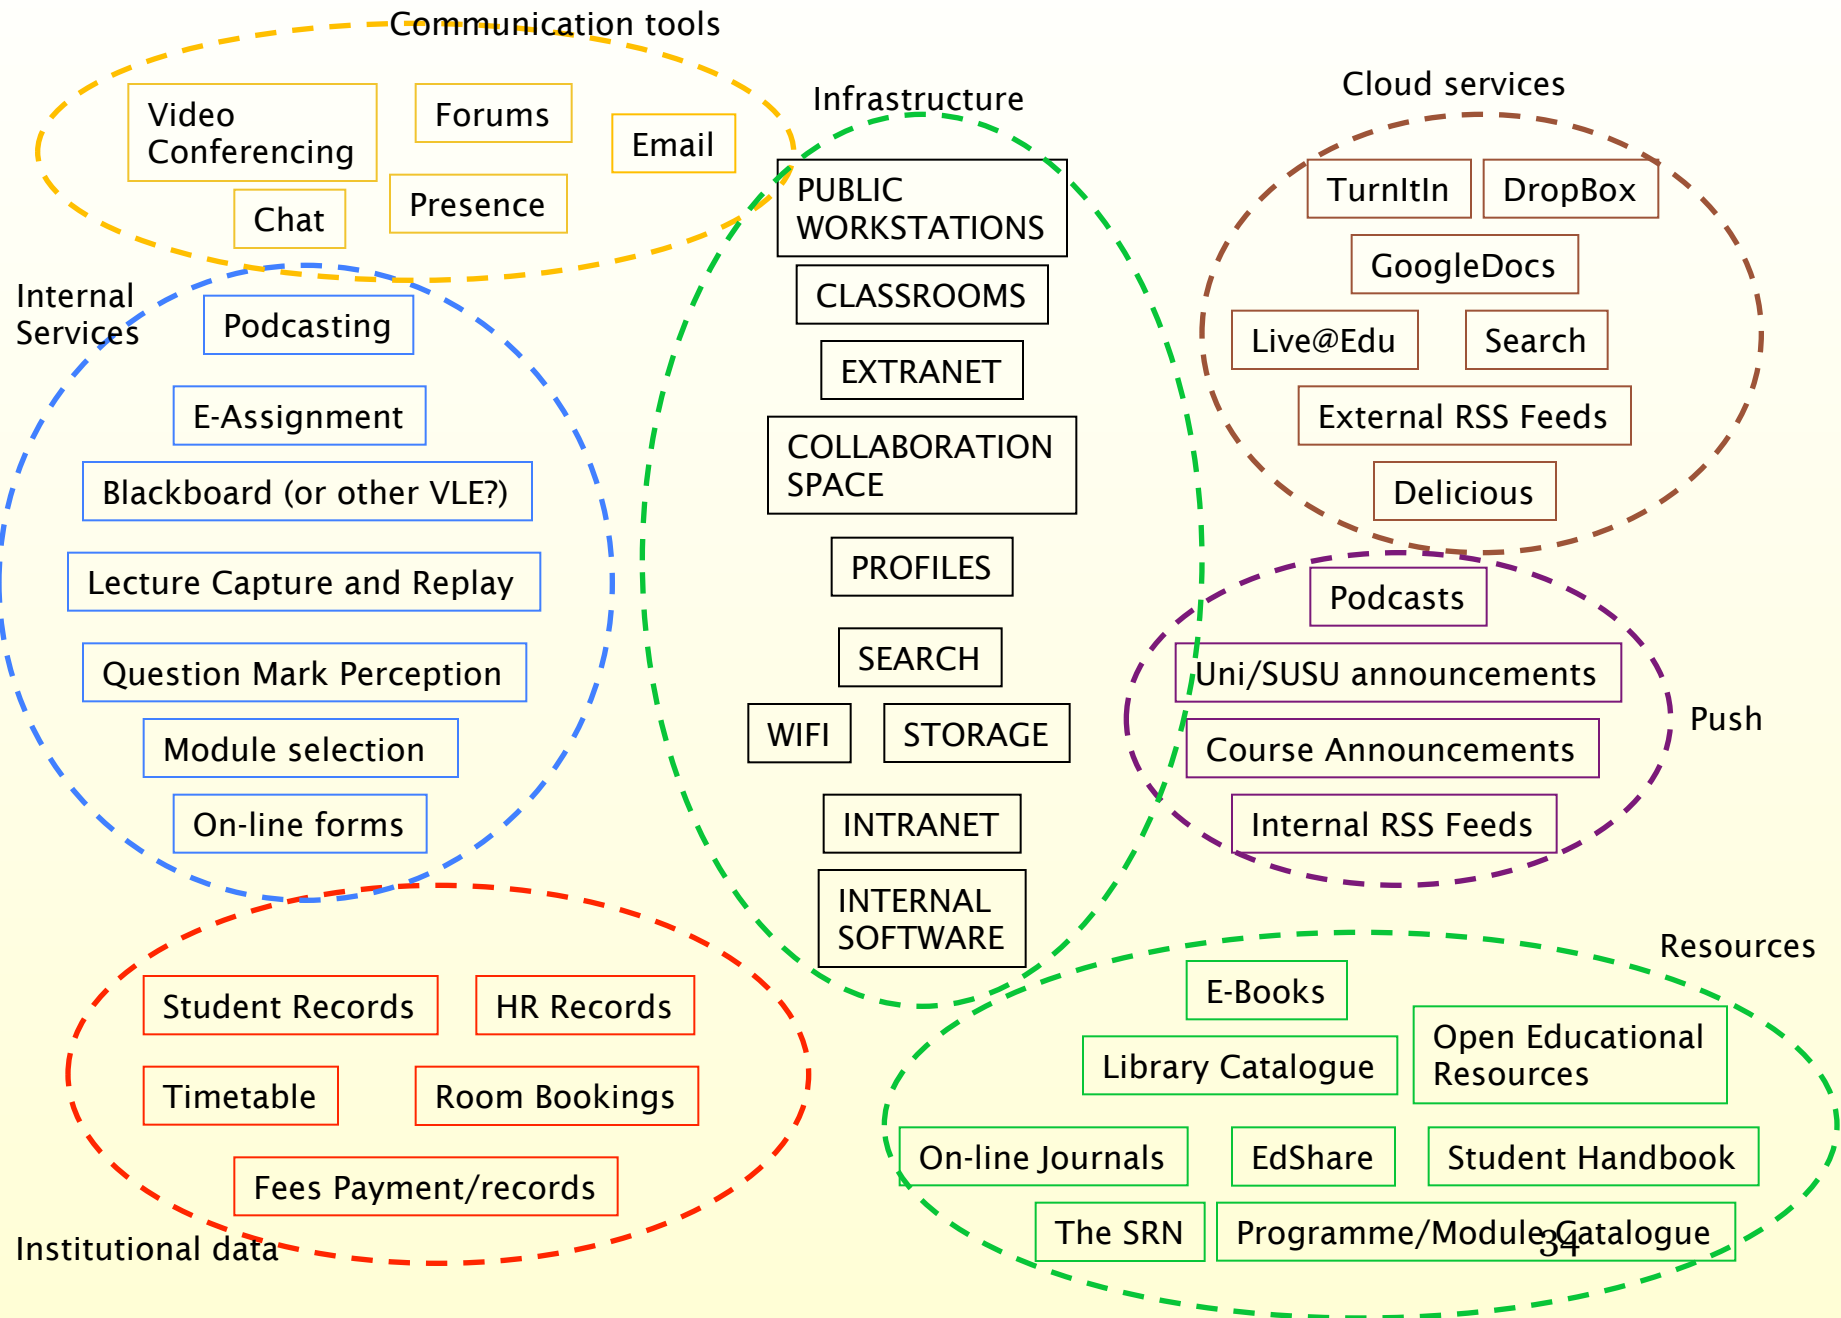 Communication tools
Video
Conferencing
Forums
Email
Chat
Presence
Infrastructure
PUBLIC
WORKSTATIONS
CLASSROOMS
EXTRANET
COLLABORATION
SPACE
PROFILES
SEARCH
WIFI
STORAGE
INTRANET
INTERNAL
SOFTWARE
Cloud services
TurnItIn
DropBox
GoogleDocs
Live@Edu
Search
External RSS Feeds
Delicious
Internal
Services
Podcasting
E-Assignment
Blackboard (or other VLE?)
Lecture Capture and Replay
Question Mark Perception
Module selection
On-line forms
Push
Podcasts
Uni/SUSU announcements
Course Announcements
Internal RSS Feeds
Student Records
HR Records
Timetable
Room Bookings
Fees Payment/records
Institutional data
Resources
E-Books
Library Catalogue
Open Educational
Resources
On-line Journals
EdShare
Student Handbook
The SRN
Programme/Module Catalogue
34